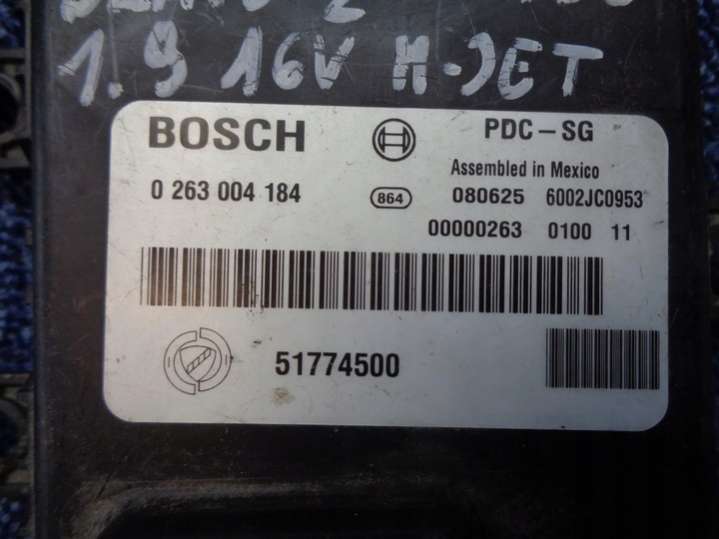 1.9 16V M-JET
BOSCH PDC-SG
Assembled in Mexico
0 263 004 184 864 080625 6002JC0953
00000263 0100 11
51774500